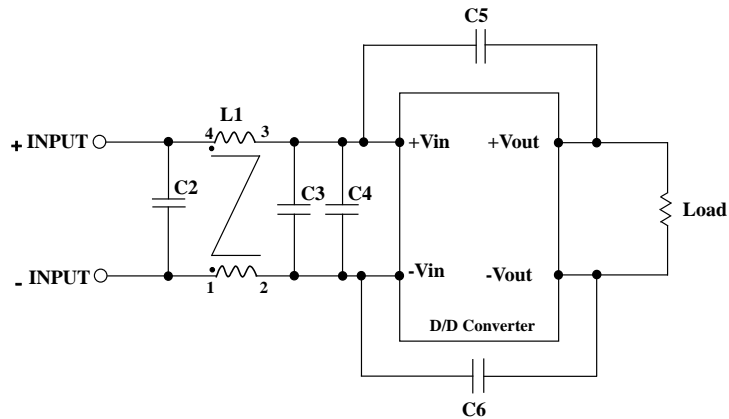 C5
L1
+ INPUT
4
3
+Vin
+Vout
C2
C3
C4
Load
- INPUT
1
2
-Vin
-Vout
D/D Converter
C6